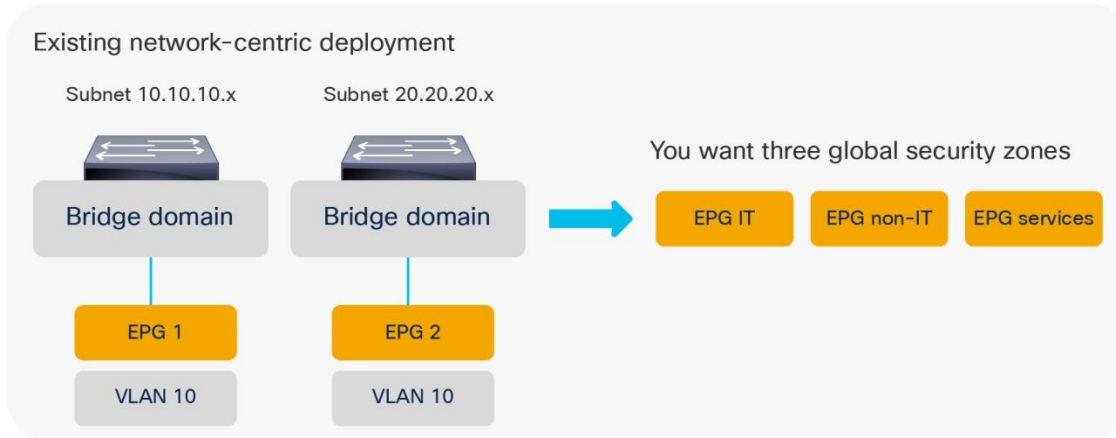 Existing network-centric deployment
Subnet 10.10.10.x
Subnet 20.20.20.x
You want three global security zones
Bridge domain
Bridge domain
EPG IT
EPG non-IT
EPG services
EPG 1
EPG 2
VLAN 10
VLAN 10